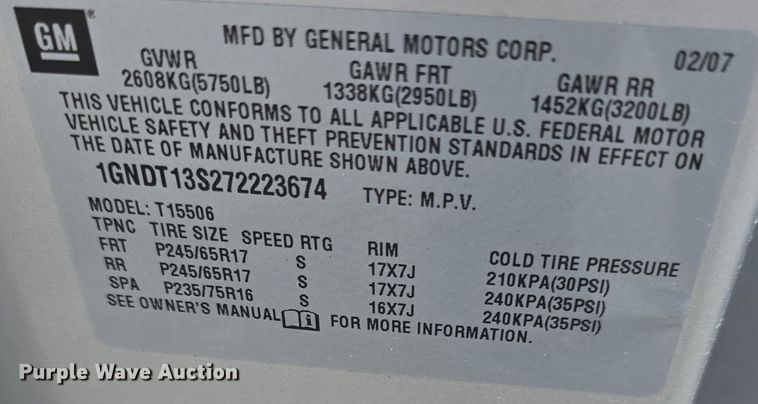 GM®
MFD BY GENERAL MOTORS CORP. 02/07
GVWR GAWR FRT GAWR RR
2608KG(5750LB) 1338KG(2950LB) 1452KG(3200LB)
THIS VEHICLE CONFORMS TO ALL APPLICABLE U.S. FEDERAL MOTOR
VEHICLE SAFETY AND THEFT PREVENTION STANDARDS IN EFFECT ON
THE DATE OF MANUFACTURE SHOWN ABOVE.
1GNDT13S272223674 TYPE: M.P.V.
MODEL: T15506
TPNC TIRE SIZE SPEED RTG RIM COLD TIRE PRESSURE
FRT P245/65R17 S 17X7J 210KPA(30PSI)
RR P245/65R17 S 17X7J 240KPA(35PSI)
SPA P235/75R16 S 16X7J 240KPA(35PSI)
SEE OWNER'S MANUAL i FOR MORE INFORMATION.
Purple Wave Auction